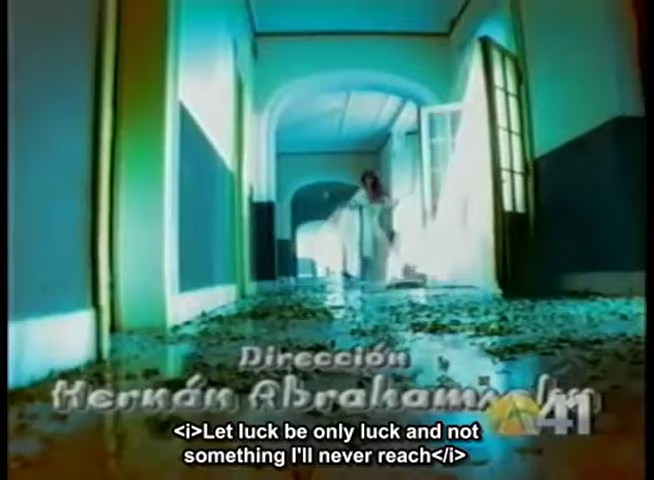 Dirección
Hernán Abrahamsohn
41
<i>Let luck be only luck and not
something I'll never reach</i>